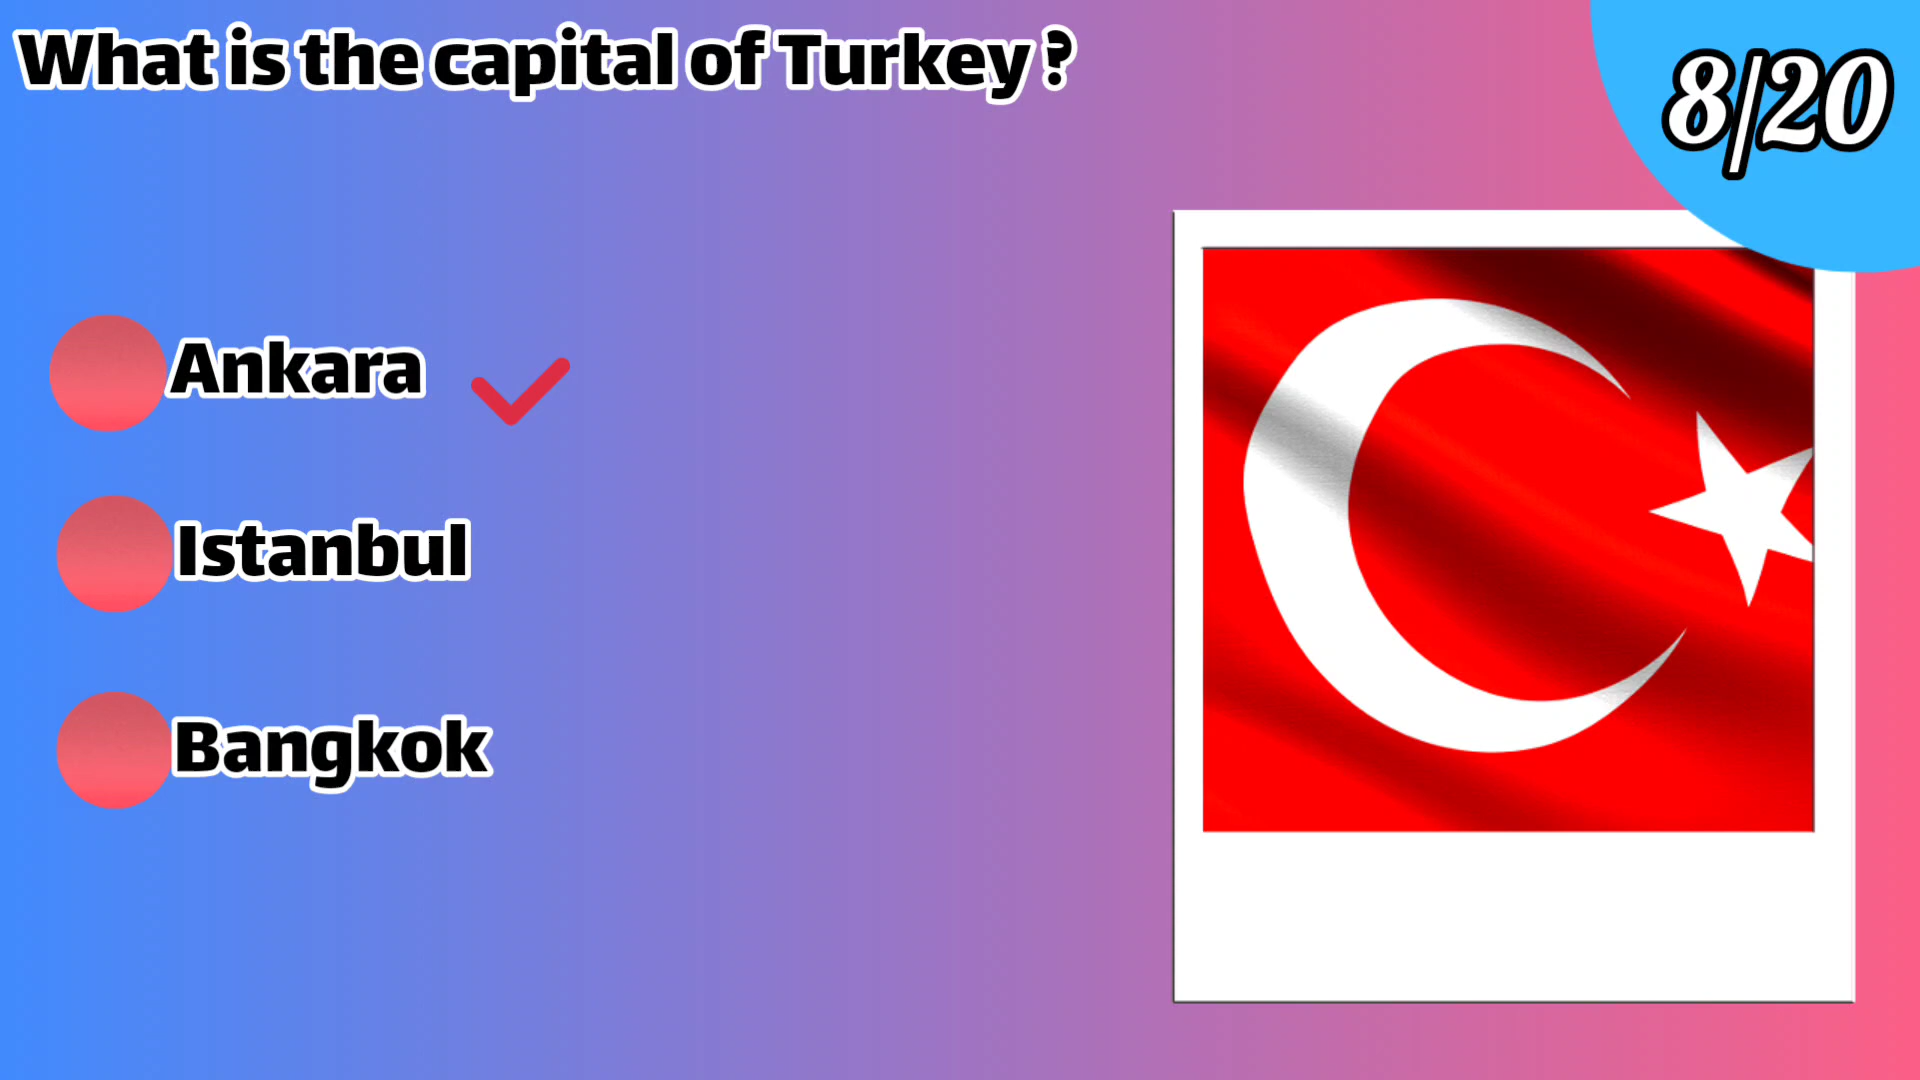 What is the capital of Turkey ?
8/20
Ankara
Istanbul
Bangkok